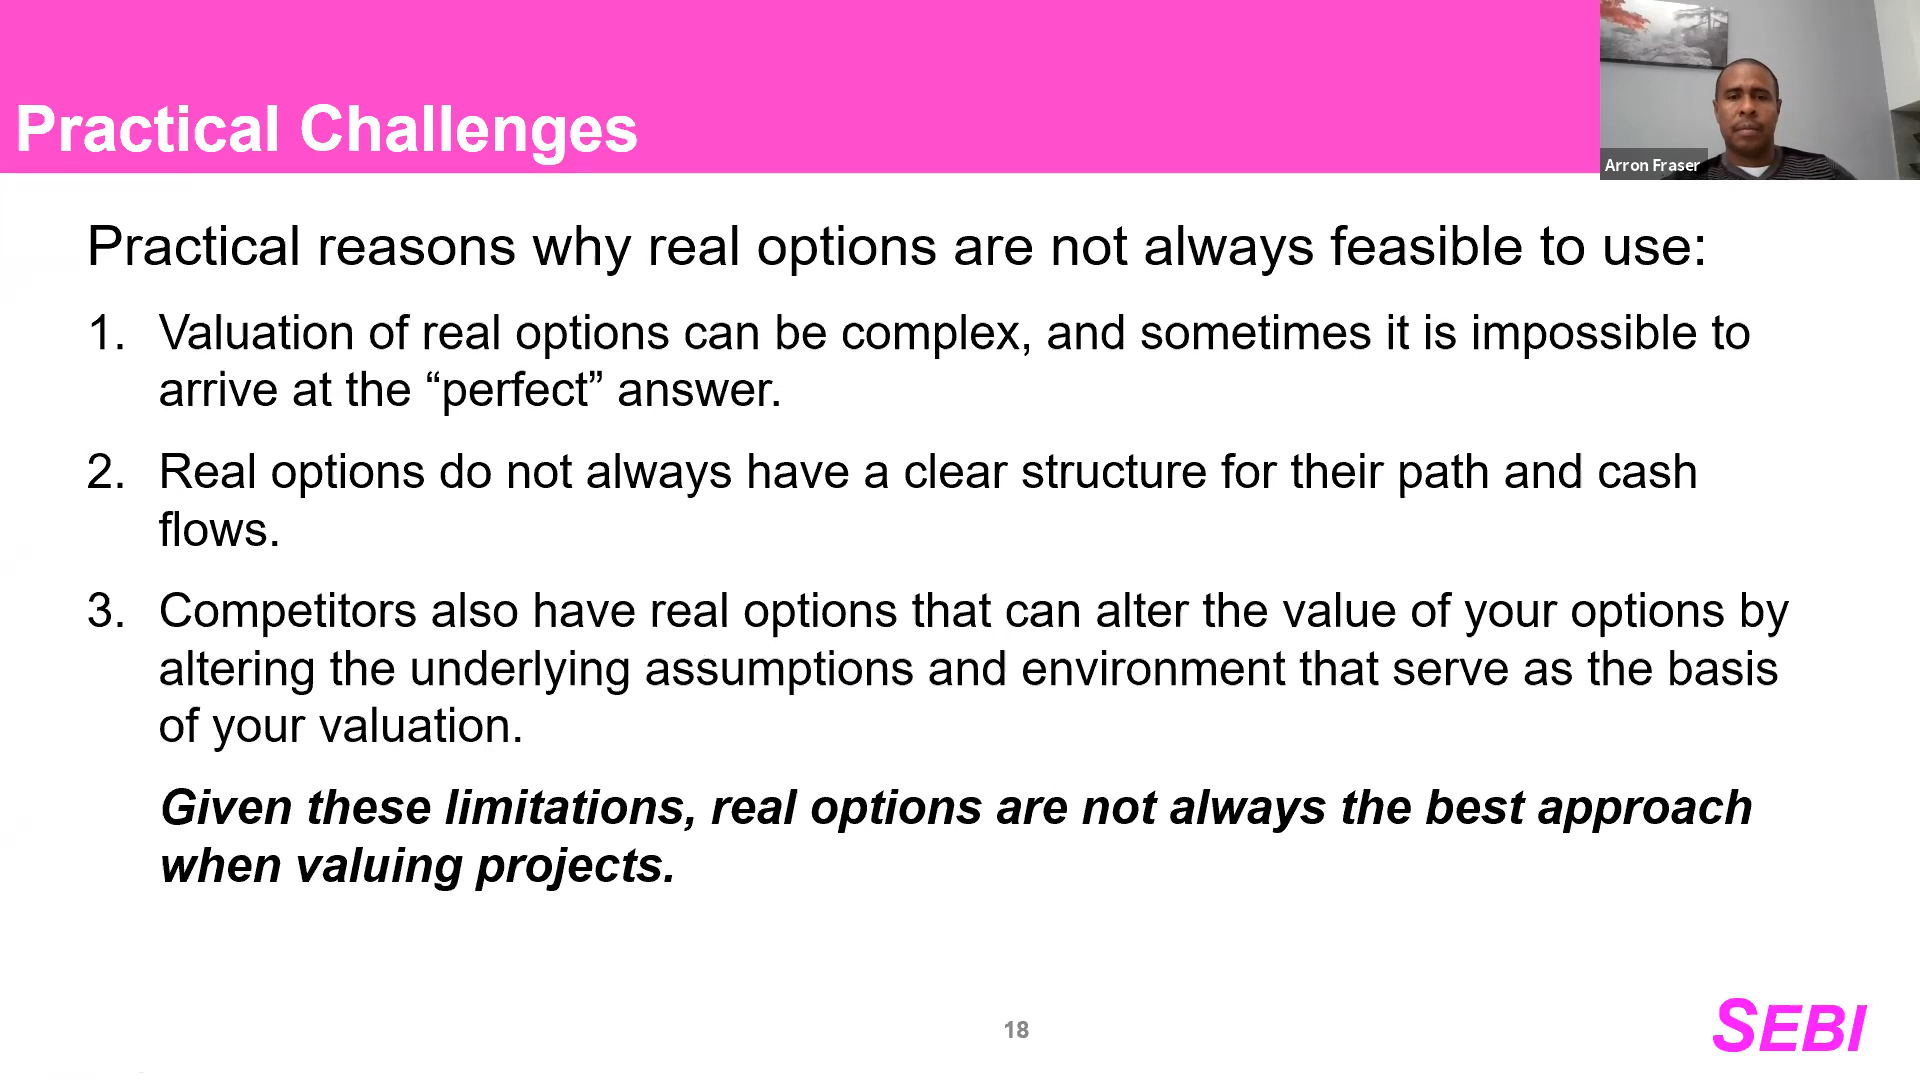 Practical Challenges
Arron Fraser
Practical reasons why real options are not always feasible to use:
1. Valuation of real options can be complex, and sometimes it is impossible to
arrive at the “perfect” answer.
2. Real options do not always have a clear structure for their path and cash
flows.
3. Competitors also have real options that can alter the value of your options by
altering the underlying assumptions and environment that serve as the basis
of your valuation.
Given these limitations, real options are not always the best approach
when valuing projects.
18
SEBI